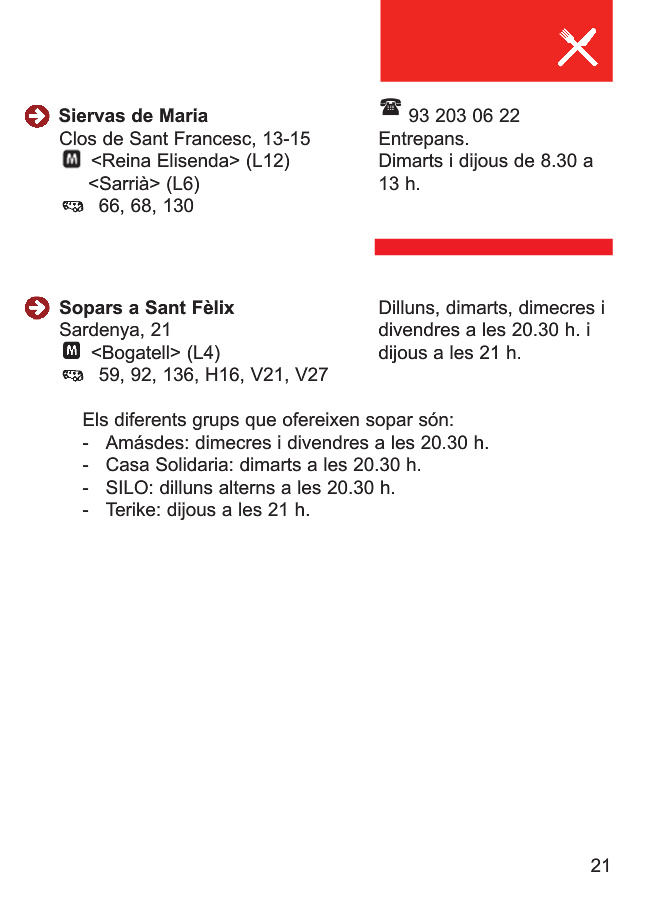 Siervas de Maria
Clos de Sant Francesc, 13-15
M <Reina Elisenda> (L12)
<Sarrià> (L6)
66, 68, 130
93 203 06 22
Entrepans.
Dimarts i dijous de 8.30 a
13 h.
Sopars a Sant Fèlix
Sardenya, 21
M <Bogatell> (L4)
59, 92, 136, H16, V21, V27
Dilluns, dimarts, dimecres i
divendres a les 20.30 h. i
dijous a les 21 h.
Els diferents grups que ofereixen sopar són:
- Amásdes: dimecres i divendres a les 20.30 h.
- Casa Solidaria: dimarts a les 20.30 h.
- SILO: dilluns alterns a les 20.30 h.
- Terike: dijous a les 21 h.
21